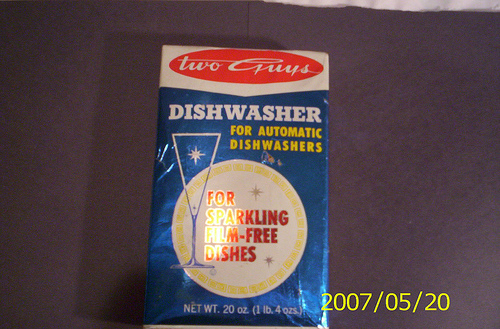 two Guys
DISHWASHER
FOR AUTOMATIC
DISHWASHERS
FOR
SPARKLING
FILM-FREE
DISHES
NET WT. 20 oz. (1 lb. 4 ozs.)
2007/05/20